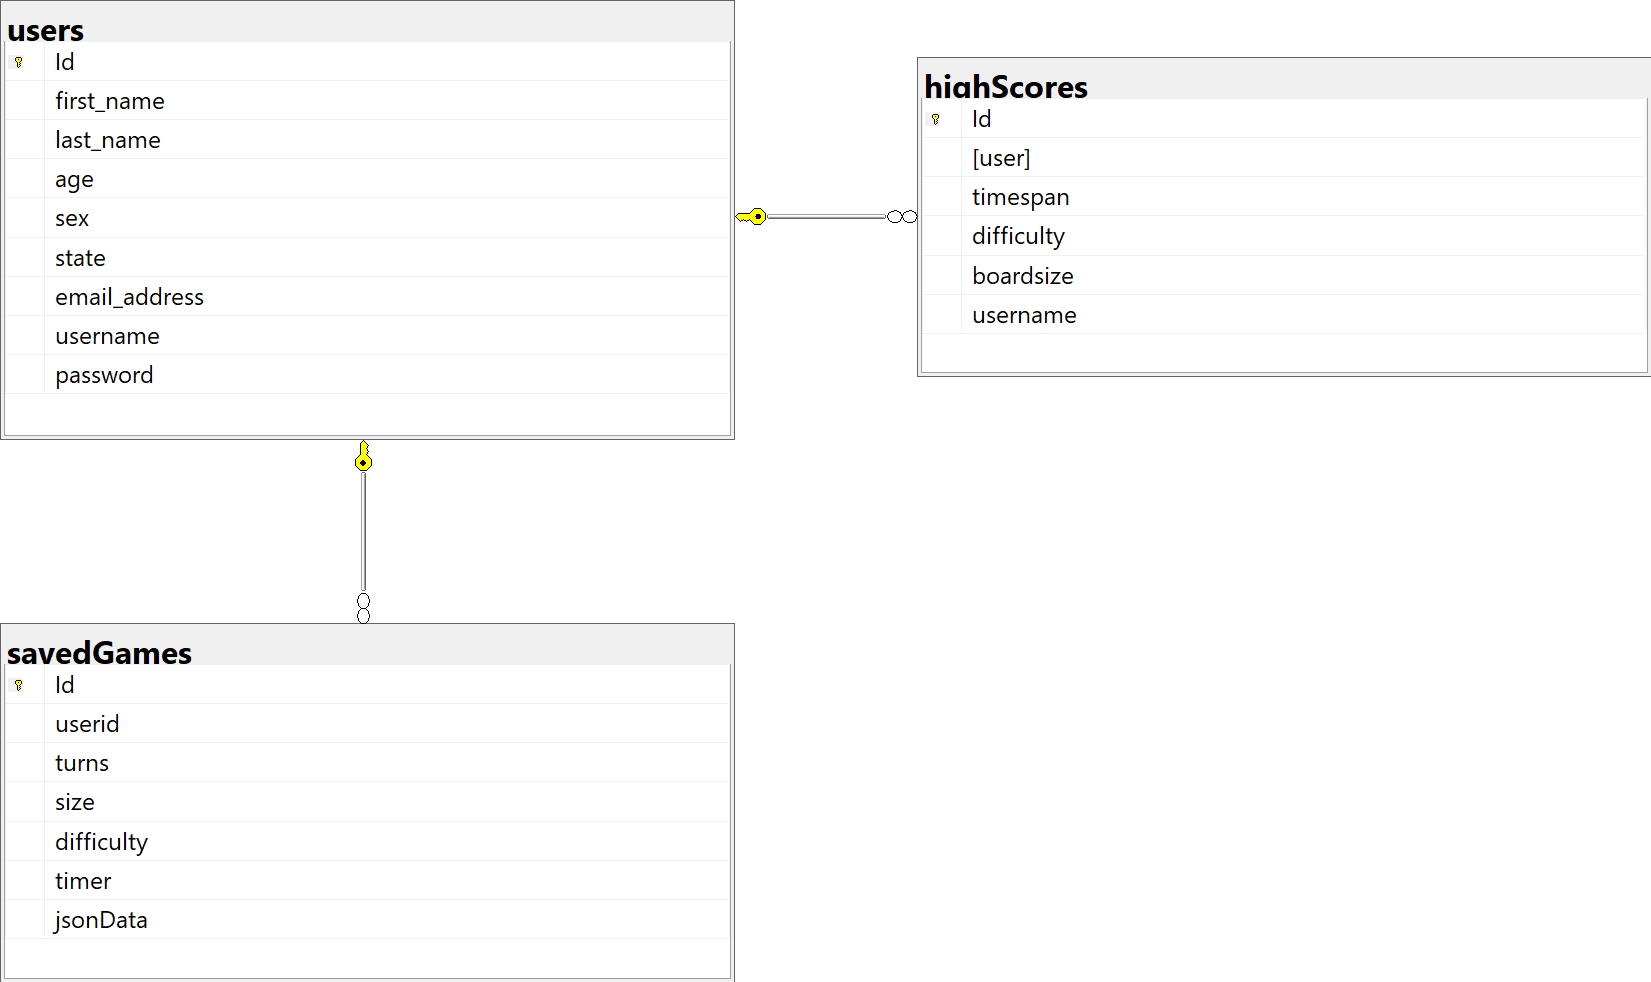 users
Id
first_name
last_name
age
sex
state
email_address
username
password
highScores
Id
[user]
timespan
difficulty
boardsize
username
savedGames
Id
userid
turns
size
difficulty
timer
jsonData